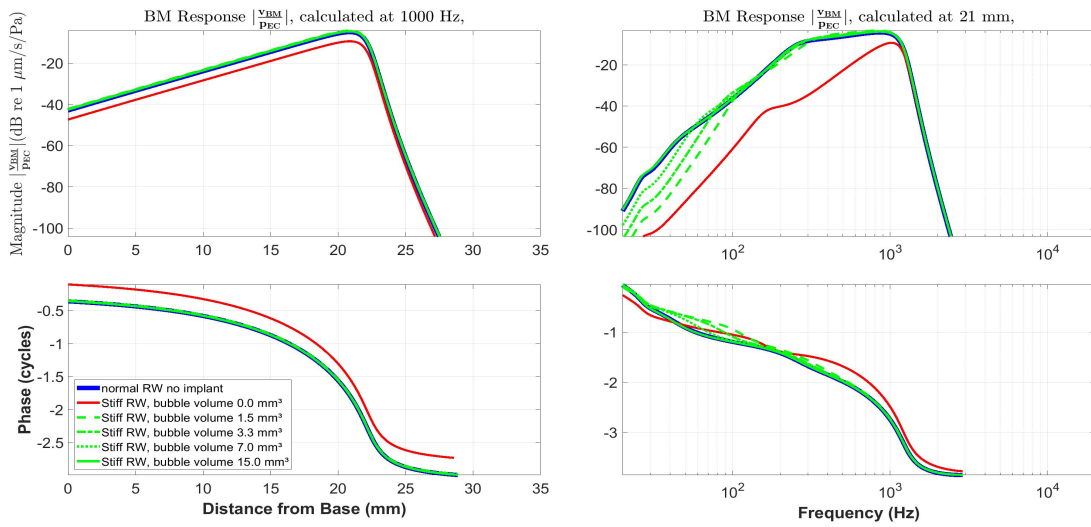 BM Response |v_BM/p_EC|, calculated at 1000 Hz,
BM Response |v_BM/p_EC|, calculated at 21 mm,
Magnitude |v_BM/p_EC|(dB re 1 μm/s/Pa)
-20
-40
-60
-80
-100
0 5 10 15 20 25 30 35
-20
-40
-60
-80
-100
10² 10³ 10⁴
Phase (cycles)
-0.5
-1
-1.5
-2
-2.5
normal RW no implant
Stiff RW, bubble volume 0.0 mm³
Stiff RW, bubble volume 1.5 mm³
Stiff RW, bubble volume 3.3 mm³
Stiff RW, bubble volume 7.0 mm³
Stiff RW, bubble volume 15.0 mm³
0 5 10 15 20 25 30 35
Distance from Base (mm)
-1
-2
-3
10² 10³ 10⁴
Frequency (Hz)